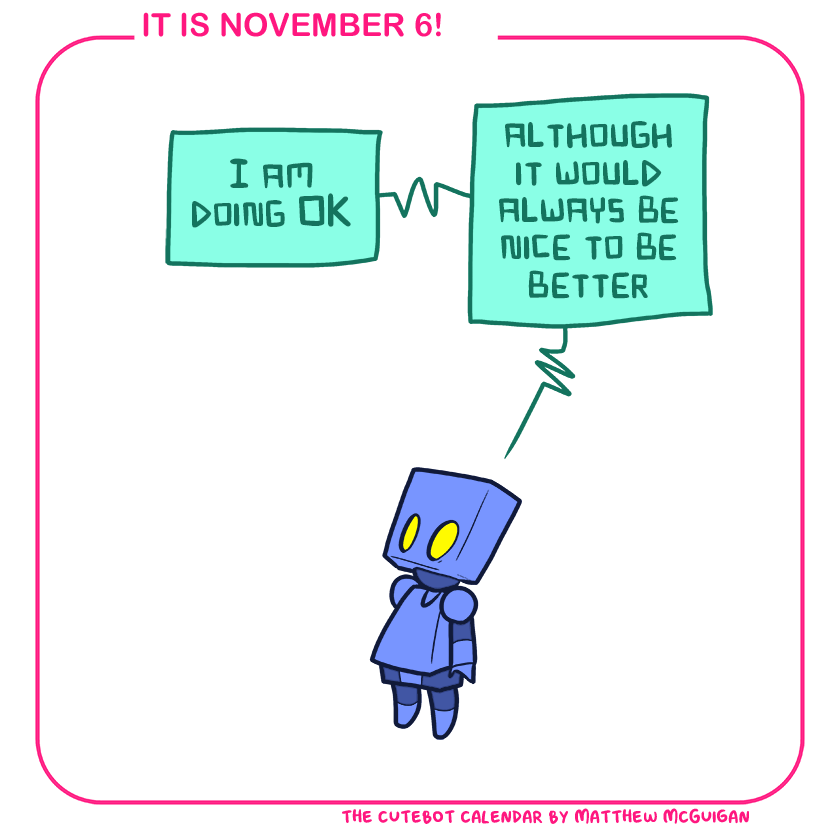 IT IS NOVEMBER 6!
I AM
DOING OK
ALTHOUGH
IT WOULD
ALWAYS BE
NICE TO BE
BETTER
THE CUTEBOT CALENDAR BY MATTHEW MCGUIGAN